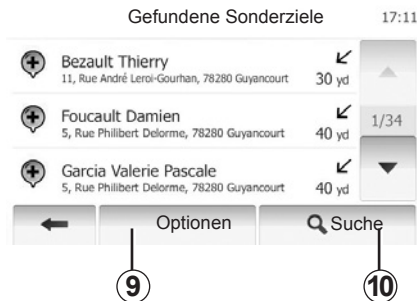 Gefundene Sonderziele 17:11
Bezault Thierry
11, Rue André Leroi-Gourhan, 78280 Guyancourt 30 yd
Foucault Damien
5, Rue Philibert Delorme, 78280 Guyancourt 40 yd
1/34
Garcia Valerie Pascale
5, Rue Philibert Delorme, 78280 Guyancourt 40 yd
Optionen Suche
9 10